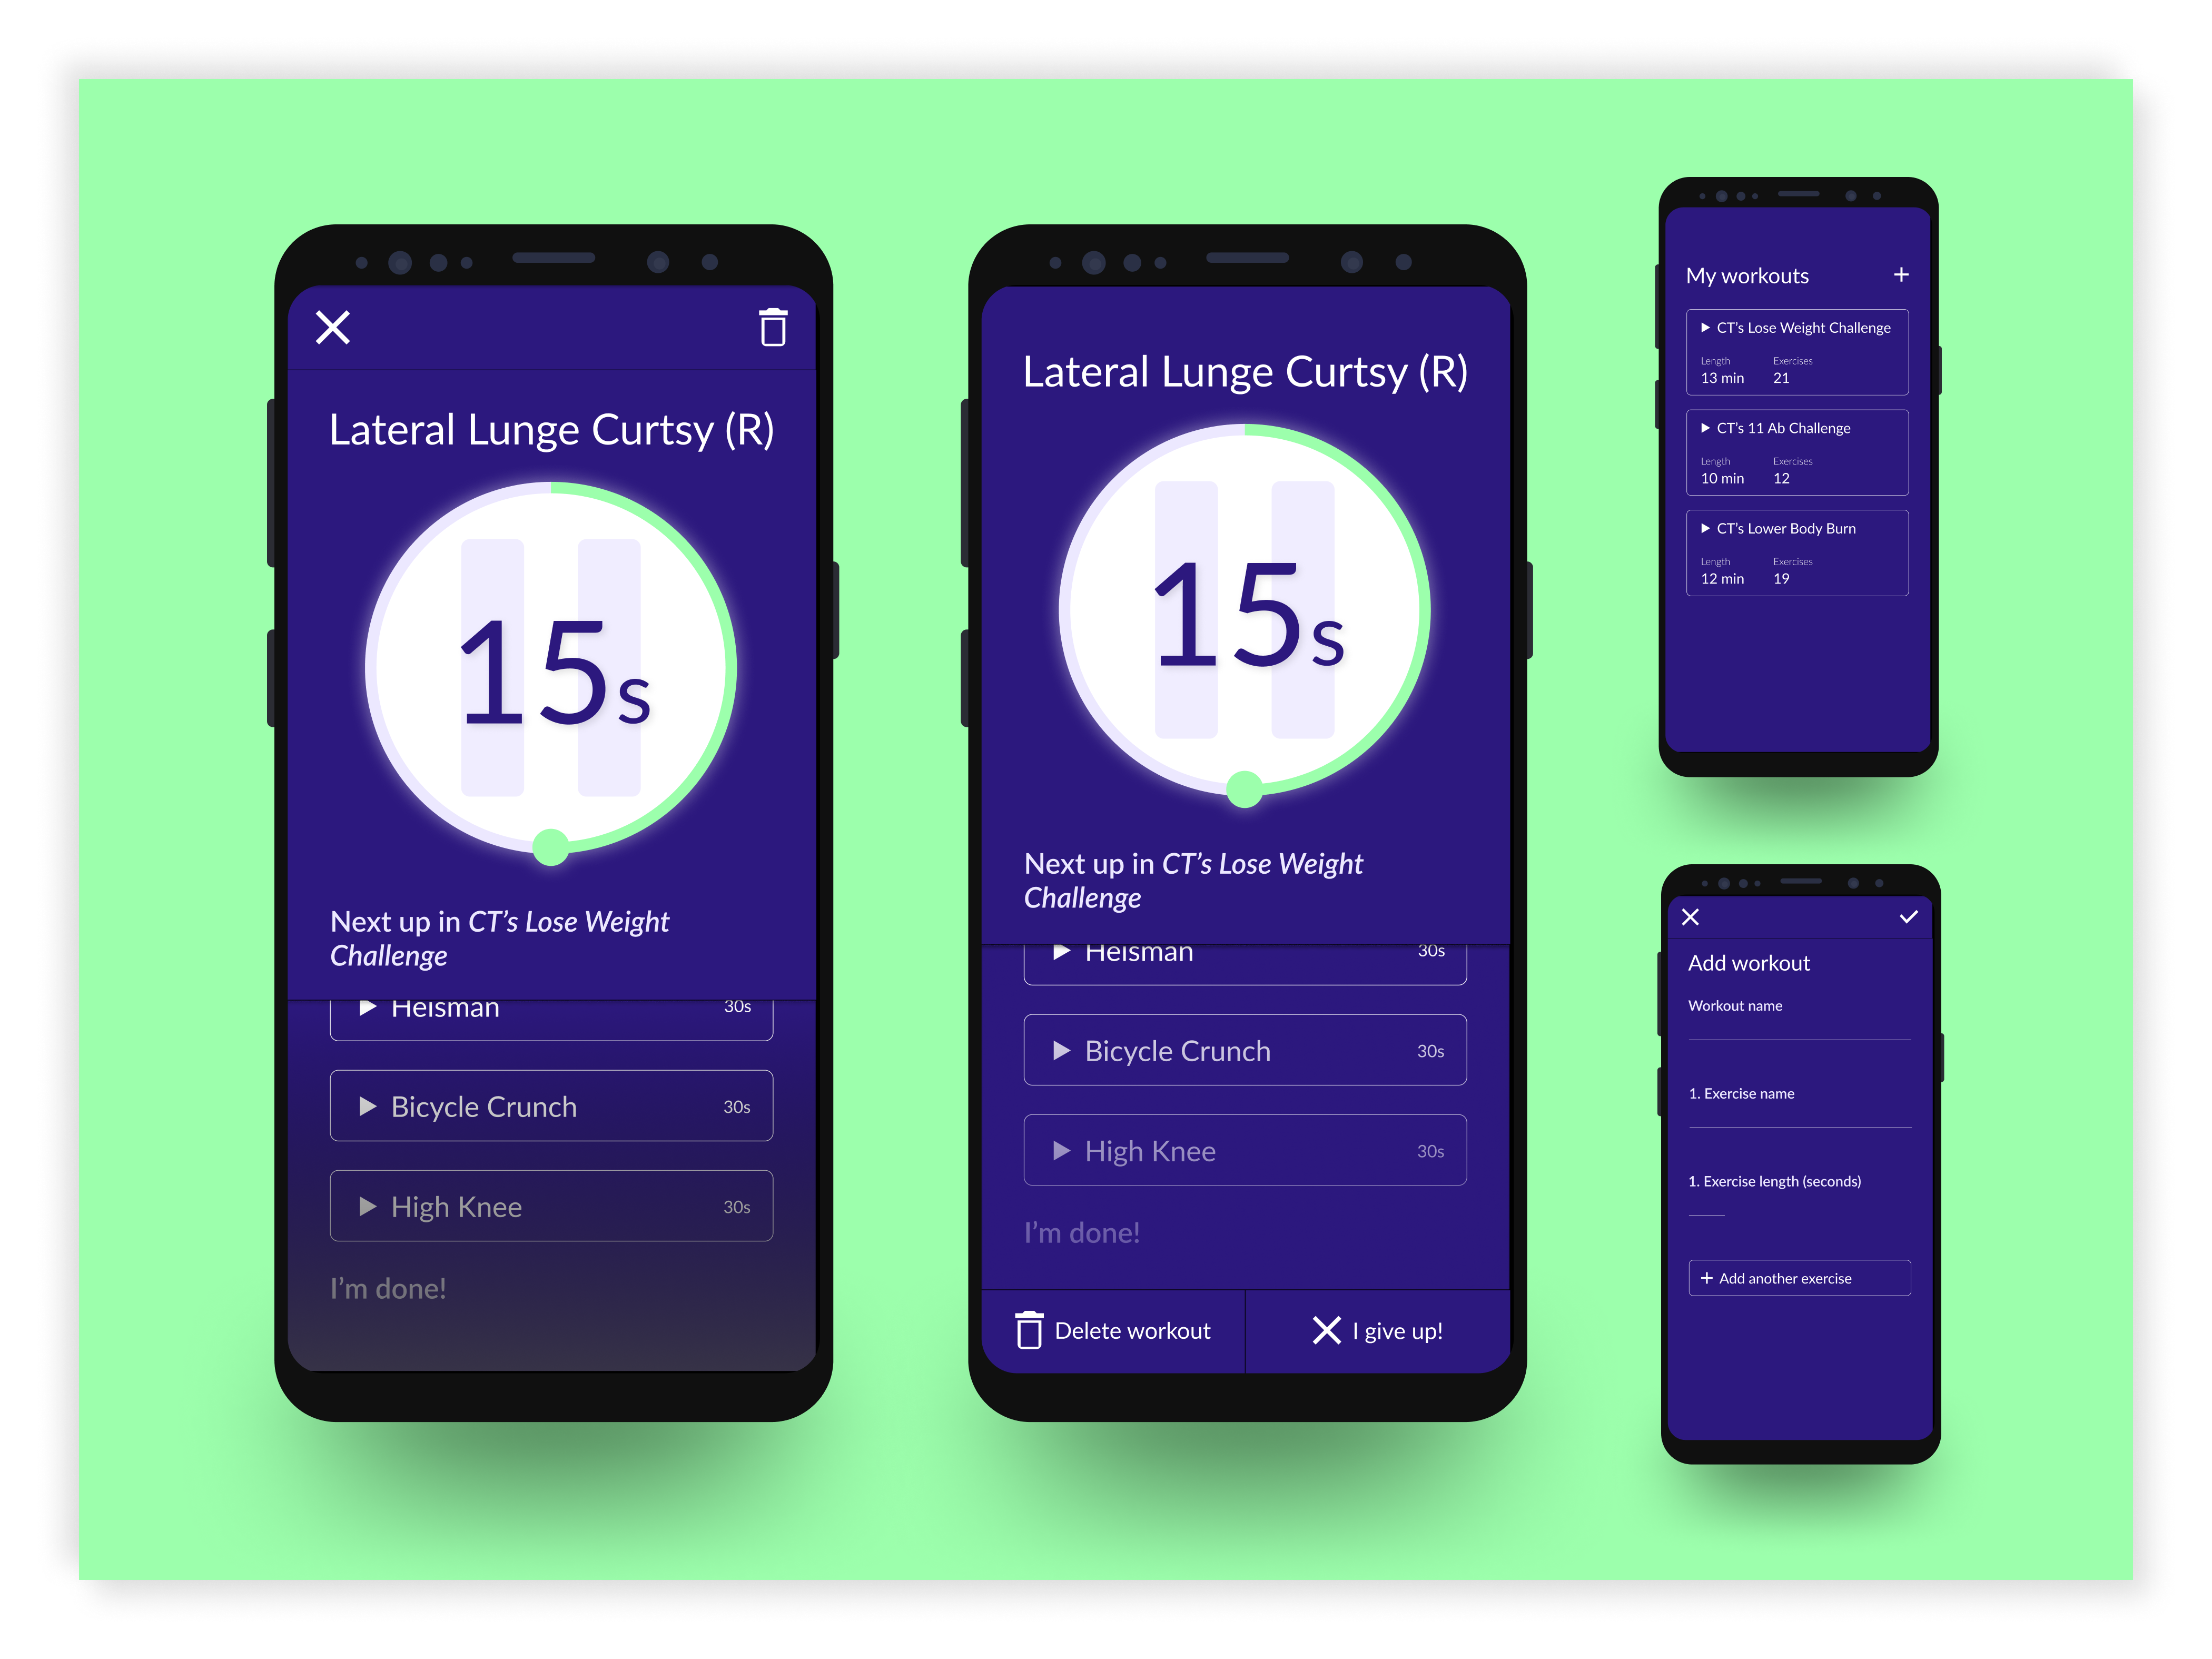 Lateral Lunge Curtsy (R)
15s
Next up in CT's Lose Weight
Challenge
Heisman 30s
Bicycle Crunch 30s
High Knee 30s
I'm done!
Lateral Lunge Curtsy (R)
15s
Next up in CT's Lose Weight
Challenge
Heisman 30s
Bicycle Crunch 30s
High Knee 30s
I'm done!
Delete workout I give up!
My workouts
CT's Lose Weight Challenge
Length Exercises
13 min 21
CT's 11 Ab Challenge
Length Exercises
10 min 12
CT's Lower Body Burn
Length Exercises
12 min 19
Add workout
Workout name
1. Exercise name
1. Exercise length (seconds)
Add another exercise